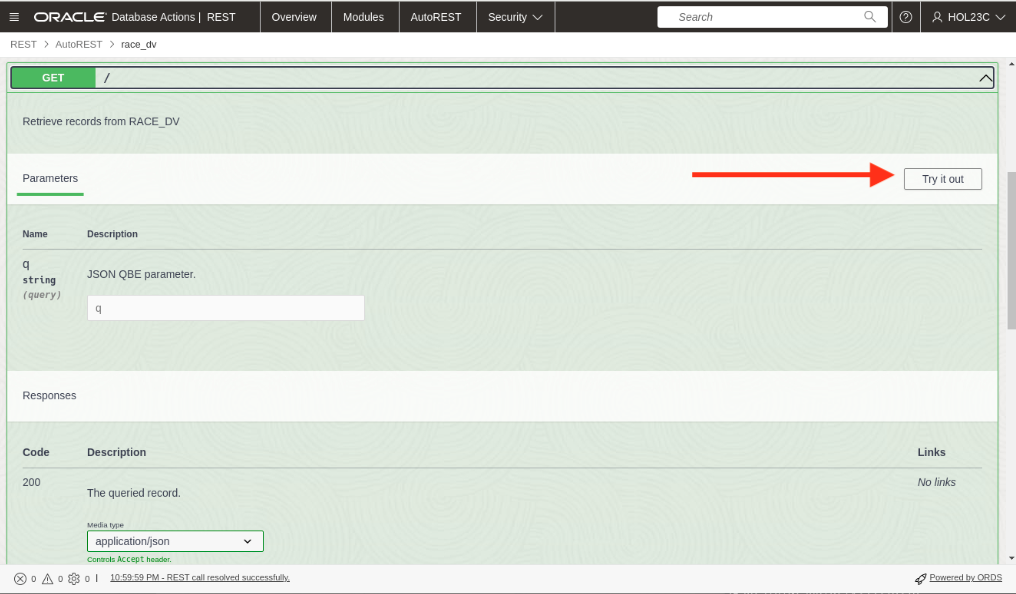 ORACLE Database Actions | REST Overview Modules AutoREST Security Search HOL23C
REST > AutoREST > race_dv
GET /
Retrieve records from RACE_DV
Parameters Try it out
Name Description
q
string
(query)
JSON QBE parameter.
q
Responses
Code Description Links
200 No links
The queried record.
Media type
application/json
Controls Accept header.
0 0 0 | 10:59:59 PM - REST call resolved successfully. Powered by ORDS